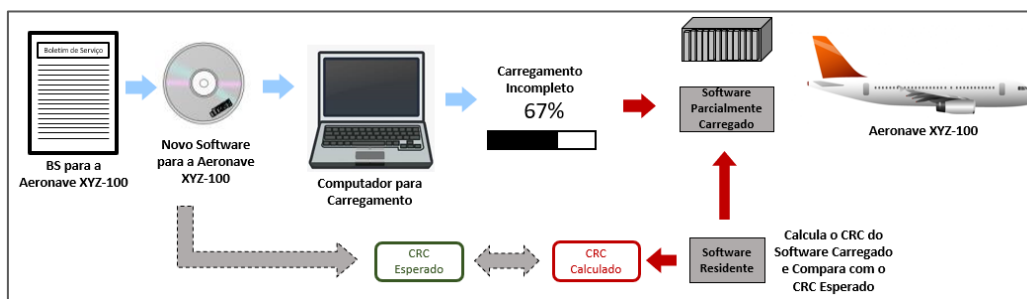 Boletim de Serviço
BS para a
Aeronave XYZ-100
Novo Software
para a Aeronave
XYZ-100
Computador para
Carregamento
Carregamento
Incompleto
67%
Software
Parcialmente
Carregado
Aeronave XYZ-100
CRC
Esperado
CRC
Calculado
Software
Residente
Calcula o CRC do
Software Carregado
e Compara com o
CRC Esperado